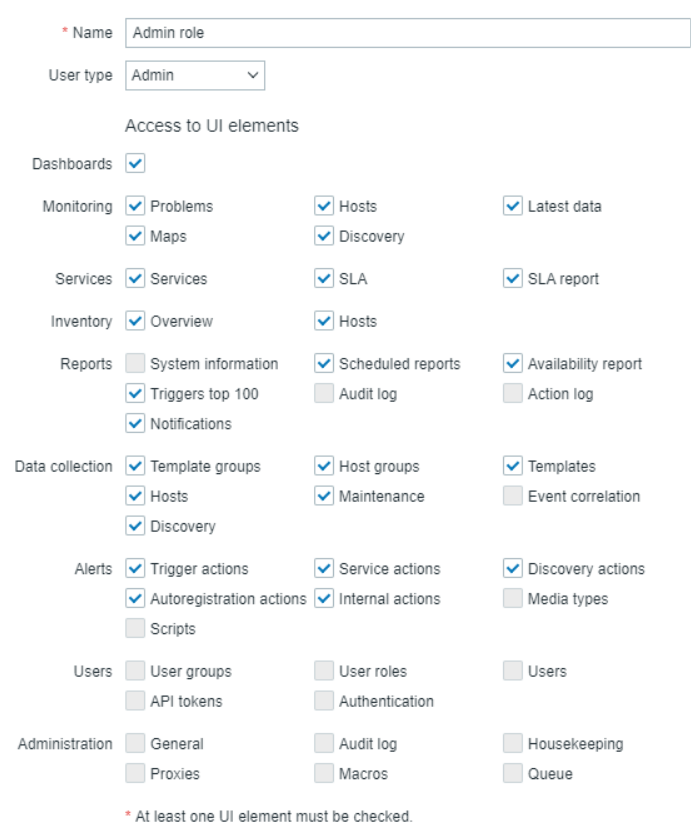 * Name Admin role
User type Admin
Access to UI elements
Dashboards
Monitoring Problems Hosts Latest data
Maps Discovery
Services Services SLA SLA report
Inventory Overview Hosts
Reports System information Scheduled reports Availability report
Triggers top 100 Audit log Action log
Notifications
Data collection Template groups Host groups Templates
Hosts Maintenance Event correlation
Discovery
Alerts Trigger actions Service actions Discovery actions
Autoregistration actions Internal actions Media types
Scripts
Users User groups User roles Users
API tokens Authentication
Administration General Audit log Housekeeping
Proxies Macros Queue
* At least one UI element must be checked.